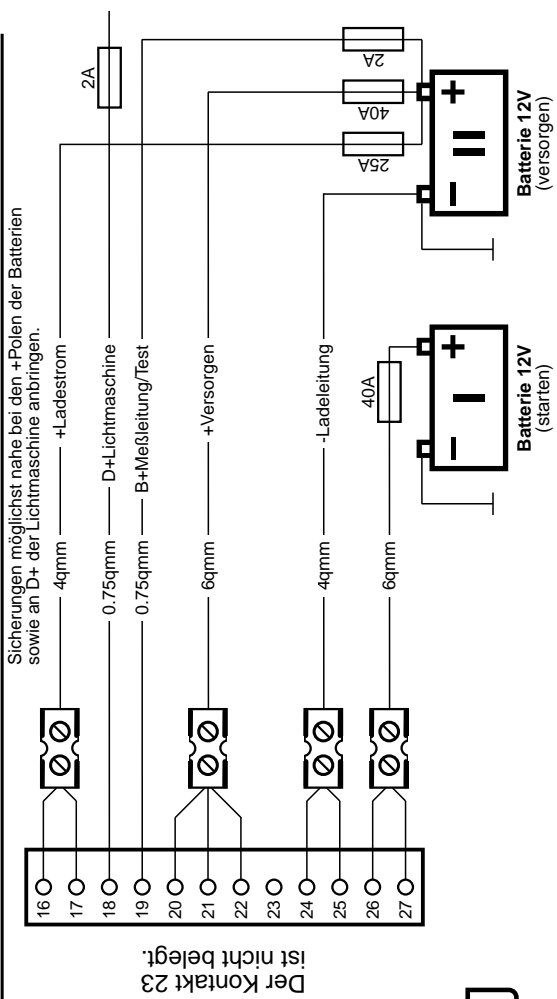 Sicherungen möglichst nahe bei den +Polen der Batterien
sowie an D+ der Lichtmaschine anbringen.
2A
4qmm
+Ladestrom
0.75qmm
D+Lichtmaschine
0.75qmm
B+Meßleitung/Test
6qmm
+Versorgen
4qmm
-Ladeleitung
6qmm
40A
2A
40A
25A
16
17
18
19
20
21
22
23
24
25
26
27
Der Kontakt 23
ist nicht belegt.
- I +
Batterie 12V
(starten)
- II +
Batterie 12V
(versorgen)